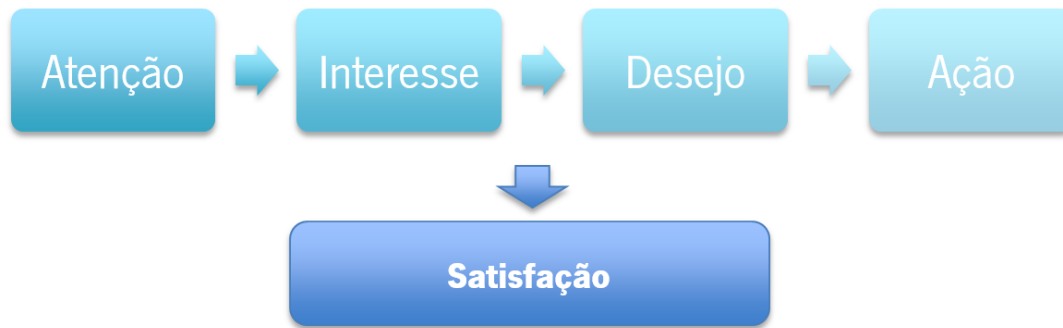 Atenção
Interesse
Desejo
Ação
Satisfação